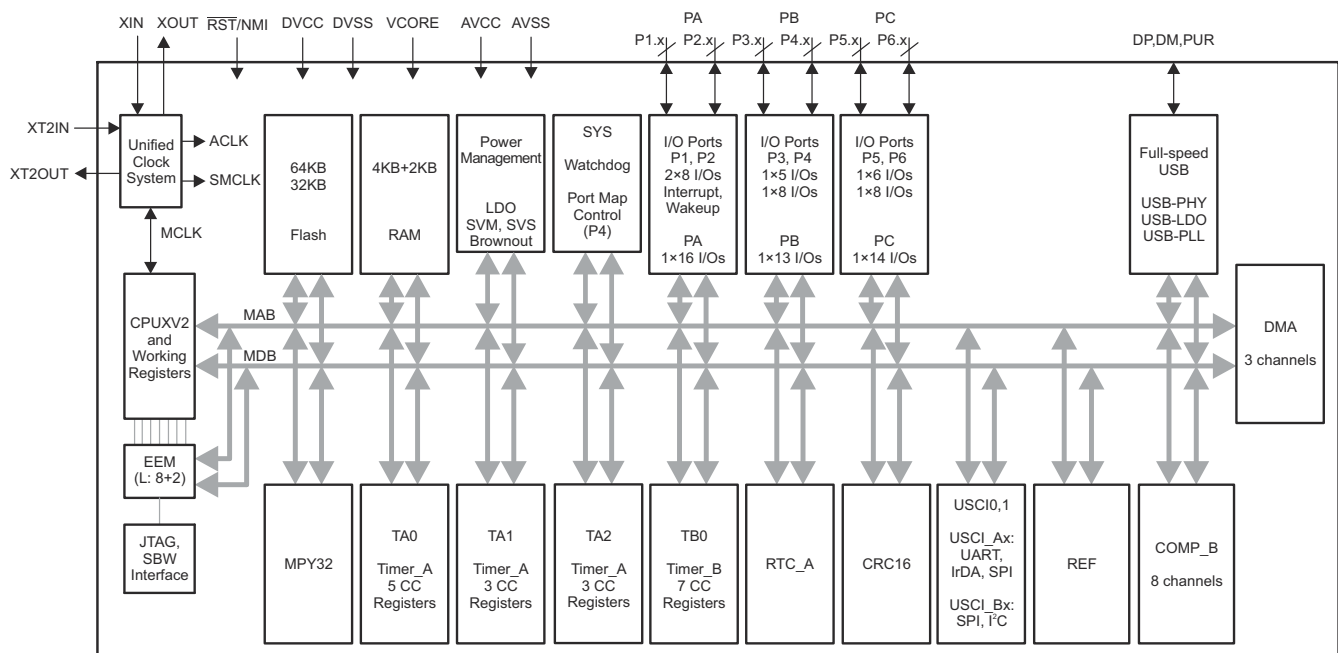 XIN
XOUT
RST/NMI
DVCC
DVSS
VCORE
AVCC
AVSS
PA
PB
PC
P1.x
P2.x
P3.x
P4.x
P5.x
P6.x
DP,DM,PUR
XT2IN
XT2OUT
Unified
Clock
System
ACLK
SMCLK
MCLK
64KB
32KB
Flash
4KB+2KB
RAM
Power
Management
LDO
SVM, SVS
Brownout
SYS
Watchdog
Port Map
Control
(P4)
I/O Ports
P1, P2
2×8 I/Os
Interrupt,
Wakeup
PA
1×16 I/Os
I/O Ports
P3, P4
1×5 I/Os
1×8 I/Os
PB
1×13 I/Os
I/O Ports
P5, P6
1×6 I/Os
1×8 I/Os
PC
1×14 I/Os
Full-speed
USB
USB-PHY
USB-LDO
USB-PLL
CPUXV2
and
Working
Registers
MAB
MDB
DMA
3 channels
EEM
(L: 8+2)
JTAG,
SBW
Interface
MPY32
TA0
Timer_A
5 CC
Registers
TA1
Timer_A
3 CC
Registers
TA2
Timer_A
3 CC
Registers
TB0
Timer_B
7 CC
Registers
RTC_A
CRC16
USCI0,1
USCI_Ax:
UART,
IrDA, SPI
USCI_Bx:
SPI, I²C
REF
COMP_B
8 channels